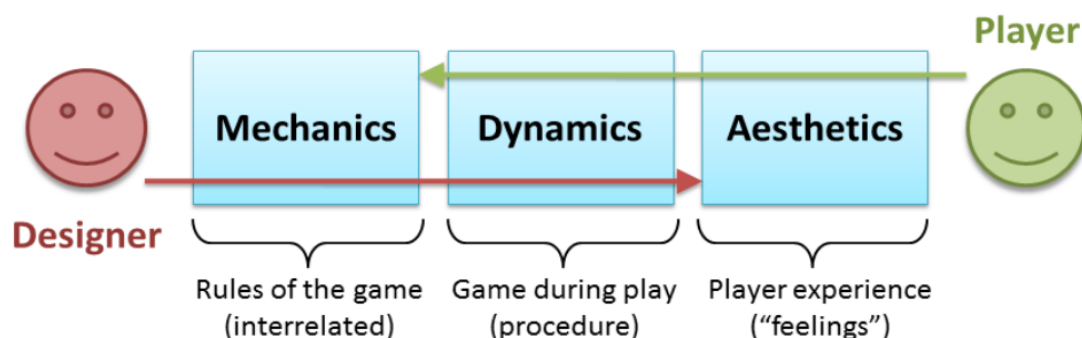 Player
Mechanics
Dynamics
Aesthetics
Designer
Rules of the game
(interrelated)
Game during play
(procedure)
Player experience
(“feelings”)